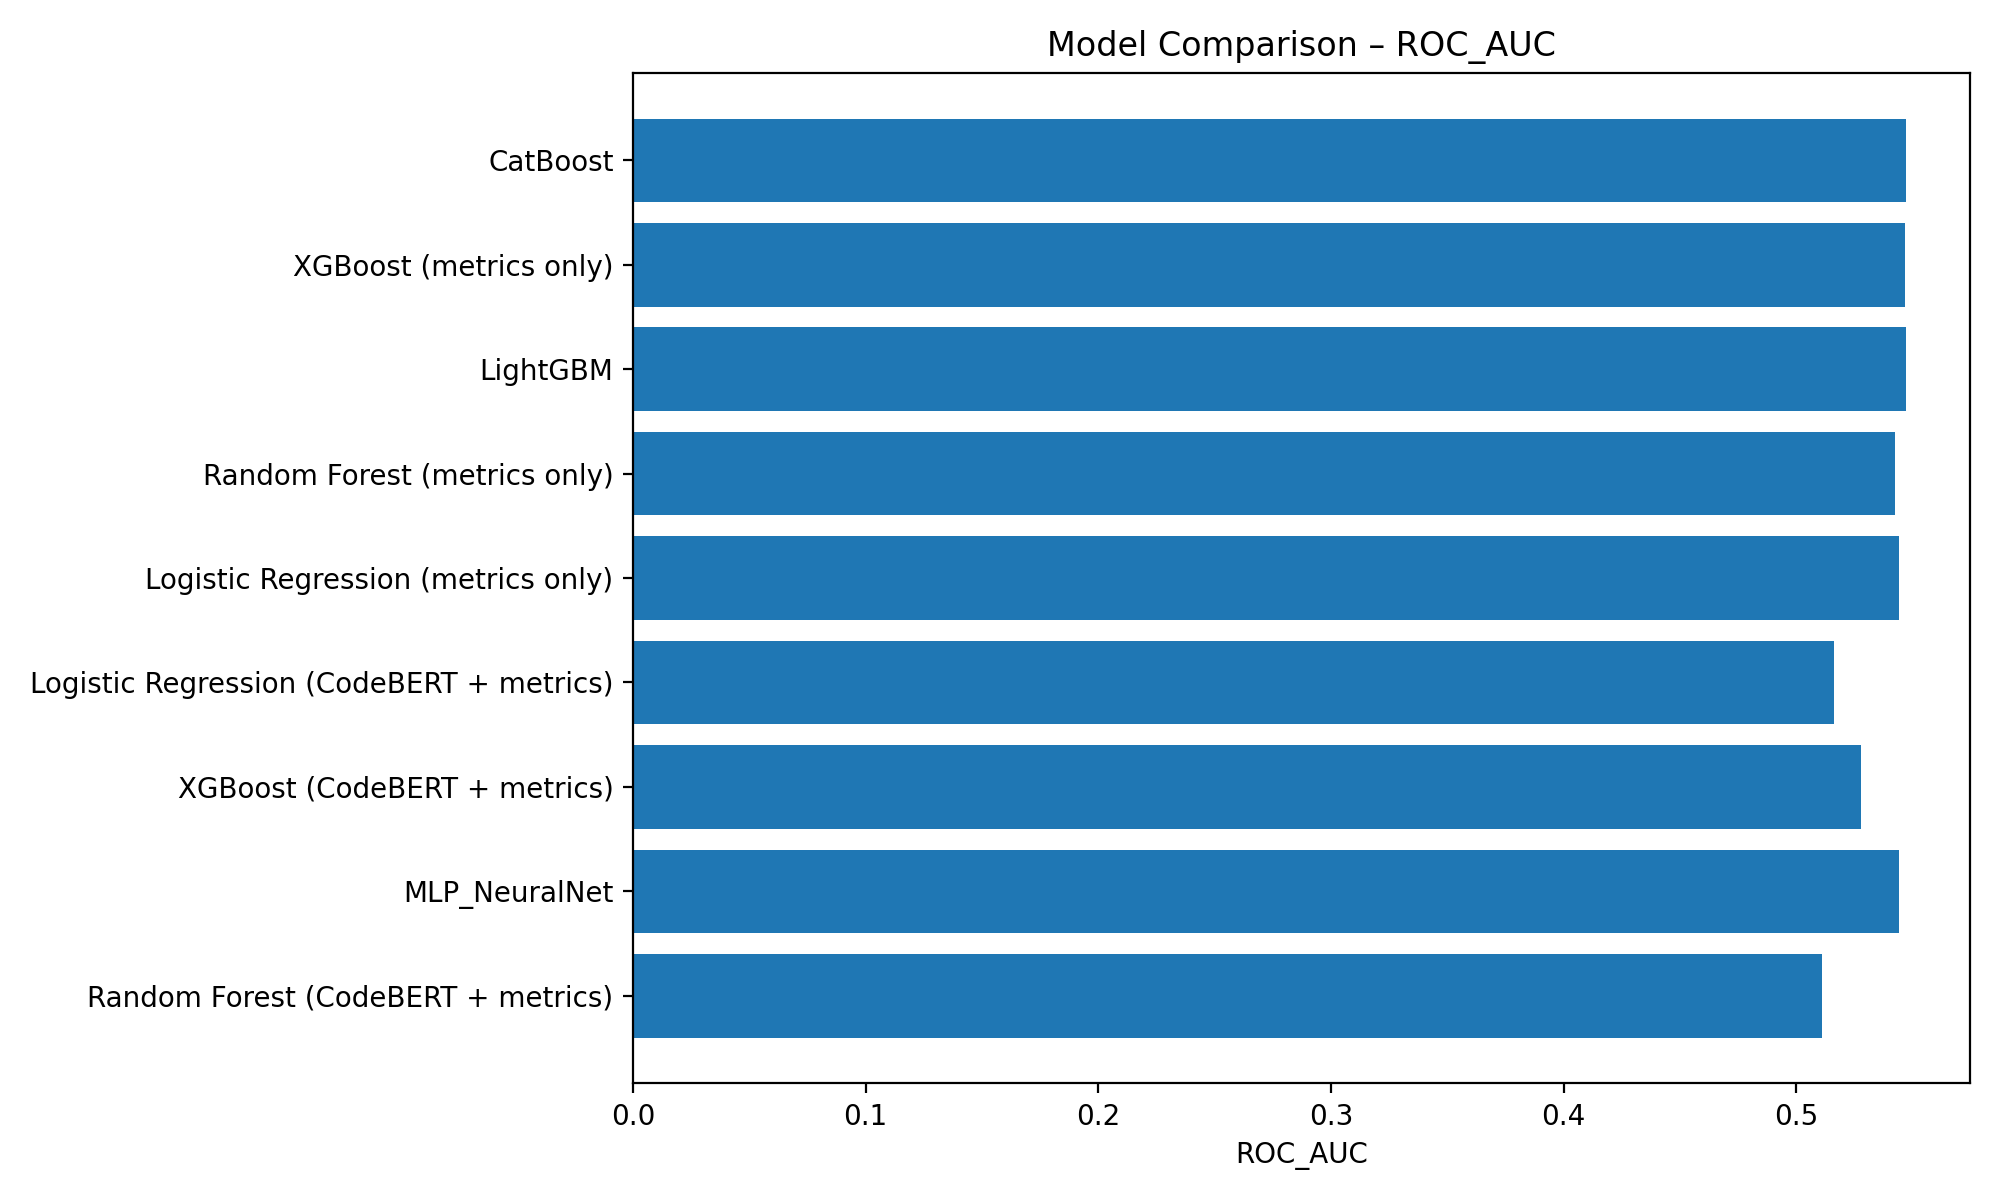 Model Comparison – ROC_AUC
CatBoost
XGBoost (metrics only)
LightGBM
Random Forest (metrics only)
Logistic Regression (metrics only)
Logistic Regression (CodeBERT + metrics)
XGBoost (CodeBERT + metrics)
MLP_NeuralNet
Random Forest (CodeBERT + metrics)
0.0 0.1 0.2 0.3 0.4 0.5
ROC_AUC